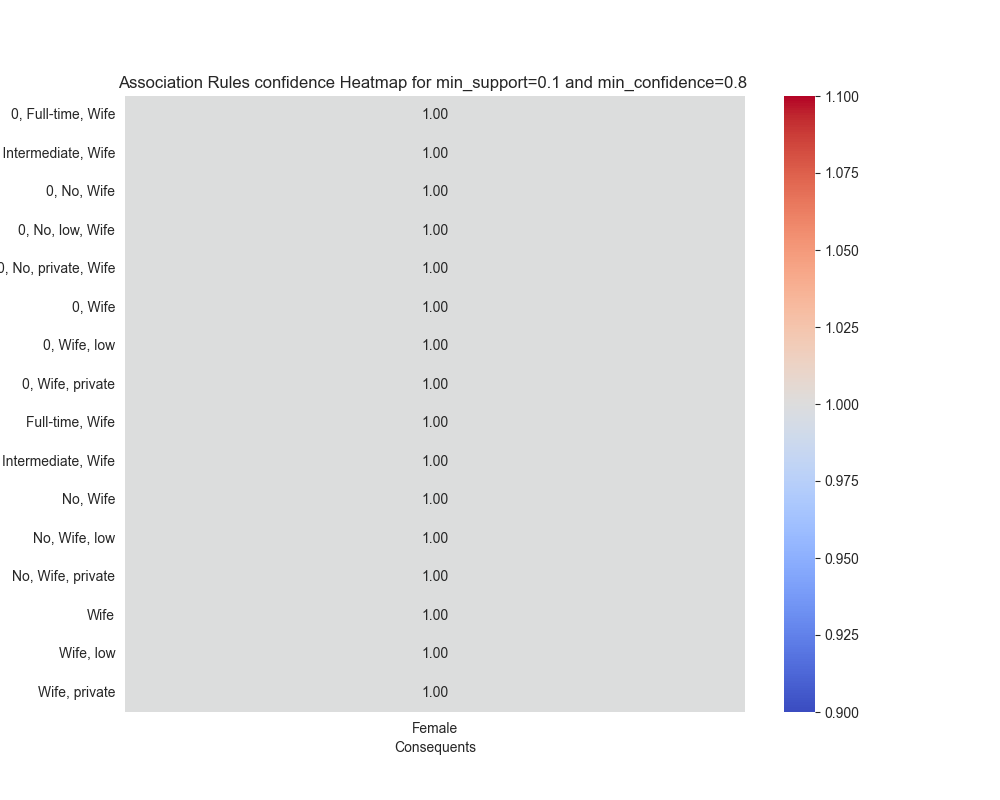 Association Rules confidence Heatmap for min_support=0.1 and min_confidence=0.8
0, Full-time, Wife 1.00
Intermediate, Wife 1.00
0, No, Wife 1.00
0, No, low, Wife 1.00
0, No, private, Wife 1.00
0, Wife 1.00
0, Wife, low 1.00
0, Wife, private 1.00
Full-time, Wife 1.00
Intermediate, Wife 1.00
No, Wife 1.00
No, Wife, low 1.00
No, Wife, private 1.00
Wife 1.00
Wife, low 1.00
Wife, private 1.00
Female
Consequents
1.100
1.075
1.050
1.025
1.000
0.975
0.950
0.925
0.900